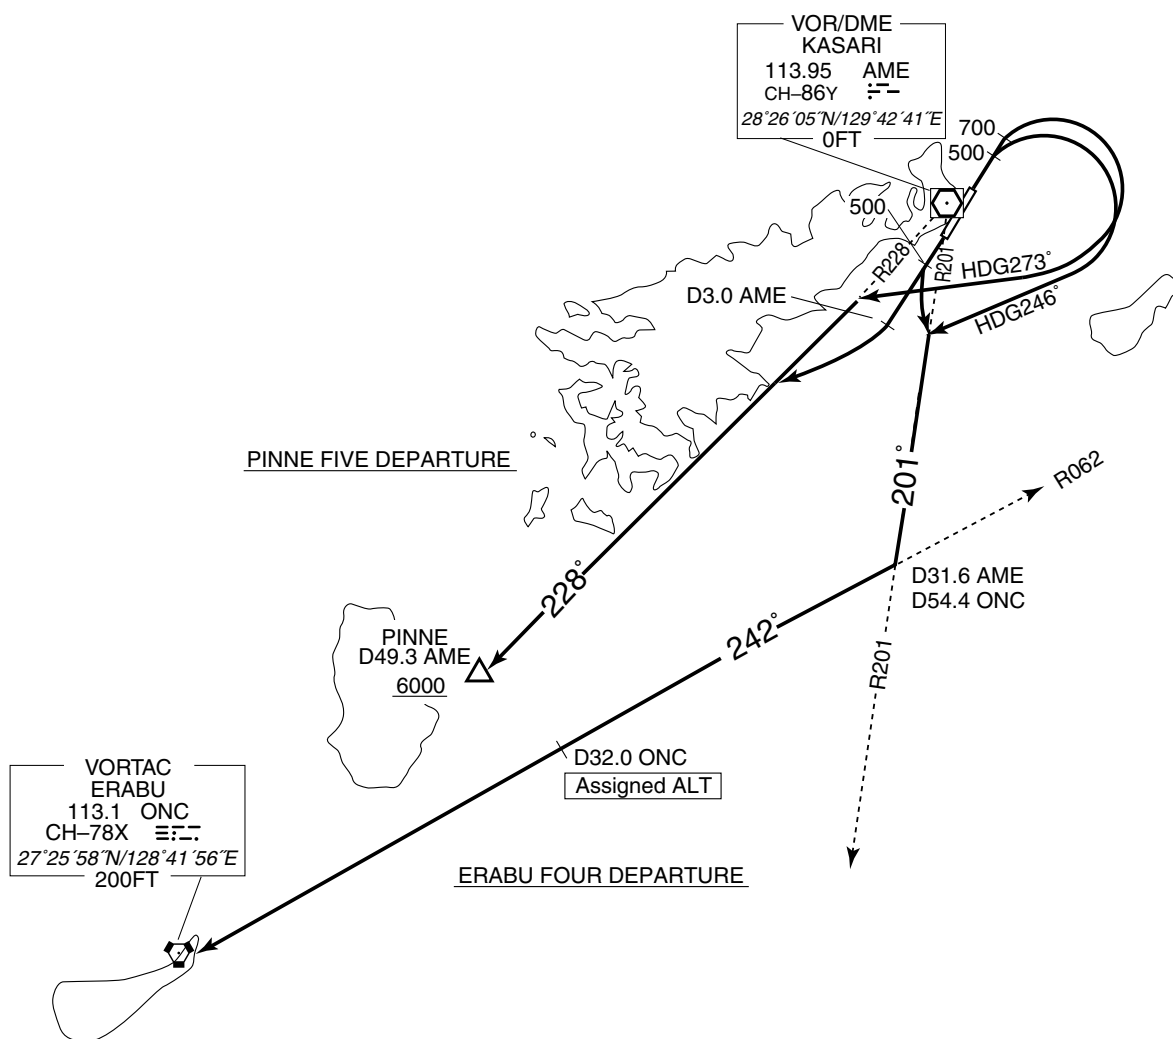 VOR/DME
KASARI
113.95 AME
CH–86Y
28°26´05˝N/129°42´41˝E
0FT
700
500
500
R228
R201
HDG273°
HDG246°
D3.0 AME
PINNE FIVE DEPARTURE
201°
R062
D31.6 AME
D54.4 ONC
228°
242°
PINNE
D49.3 AME
6000
R201
D32.0 ONC
Assigned ALT
VORTAC
ERABU
113.1 ONC
CH–78X
27°25´58˝N/128°41´56˝E
200FT
ERABU FOUR DEPARTURE